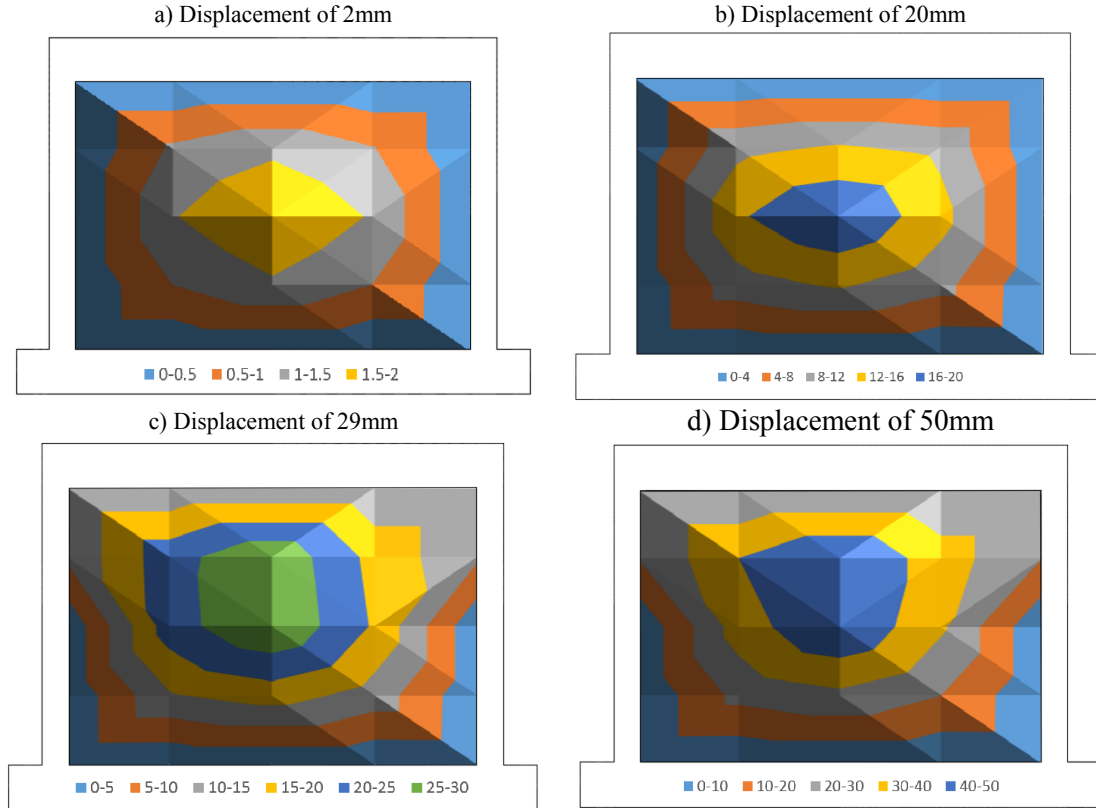 a) Displacement of 2mm
b) Displacement of 20mm
0-0.5 0.5-1 1-1.5 1.5-2
0-4 4-8 8-12 12-16 16-20
c) Displacement of 29mm
d) Displacement of 50mm
0-5 5-10 10-15 15-20 20-25 25-30
0-10 10-20 20-30 30-40 40-50